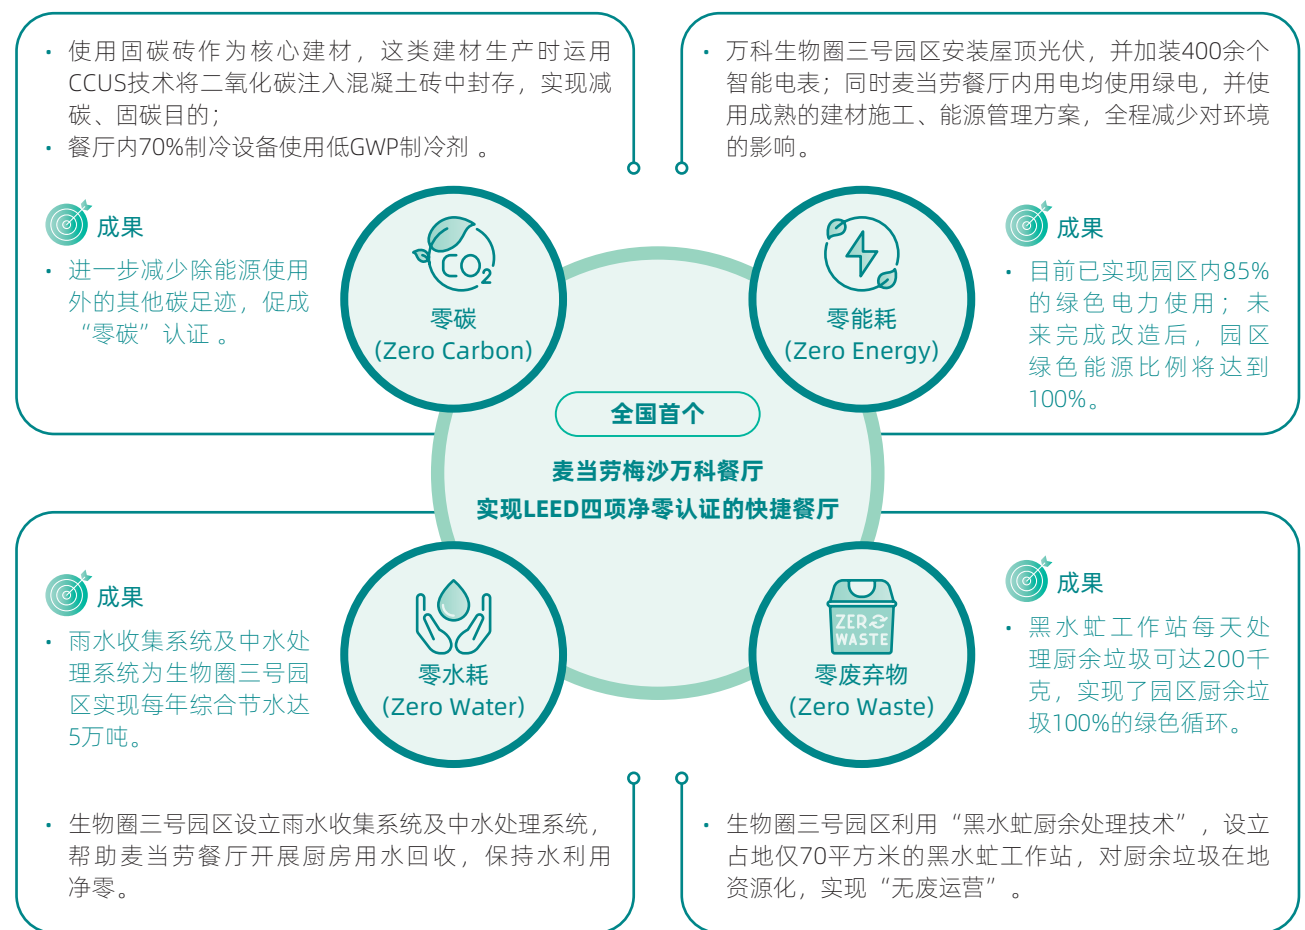 · 使用固碳砖作为核心建材，这类建材生产时运用
CCUS技术将二氧化碳注入混凝土砖中封存，实现减
碳、固碳目的；
· 餐厅内70%制冷设备使用低GWP制冷剂 。
成果
· 进一步减少除能源使用
外的其他碳足迹，促成
“零碳”认证 。
CO₂
零碳
(Zero Carbon)
· 万科生物圈三号园区安装屋顶光伏，并加装400余个
智能电表；同时麦当劳餐厅内用电均使用绿电，并使
用成熟的建材施工、能源管理方案，全程减少对环境
的影响。
零能耗
(Zero Energy)
成果
· 目前已实现园区内85%
的绿色电力使用；未
来完成改造后，园区
绿色能源比例将达到
100%。
全国首个
麦当劳梅沙万科餐厅
实现LEED四项净零认证的快捷餐厅
成果
· 雨水收集系统及中水处
理系统为生物圈三号园
区实现每年综合节水达
5万吨。
零水耗
(Zero Water)
· 生物圈三号园区设立雨水收集系统及中水处理系统，
帮助麦当劳餐厅开展厨房用水回收，保持水利用
净零。
ZERO
WASTE
零废弃物
(Zero Waste)
成果
· 黑水虻工作站每天处
理厨余垃圾可达200千
克，实现了园区厨余垃
圾100%的绿色循环。
· 生物圈三号园区利用“黑水虻厨余处理技术”，设立
占地仅70平方米的黑水虻工作站，对厨余垃圾在地
资源化，实现“无废运营”。